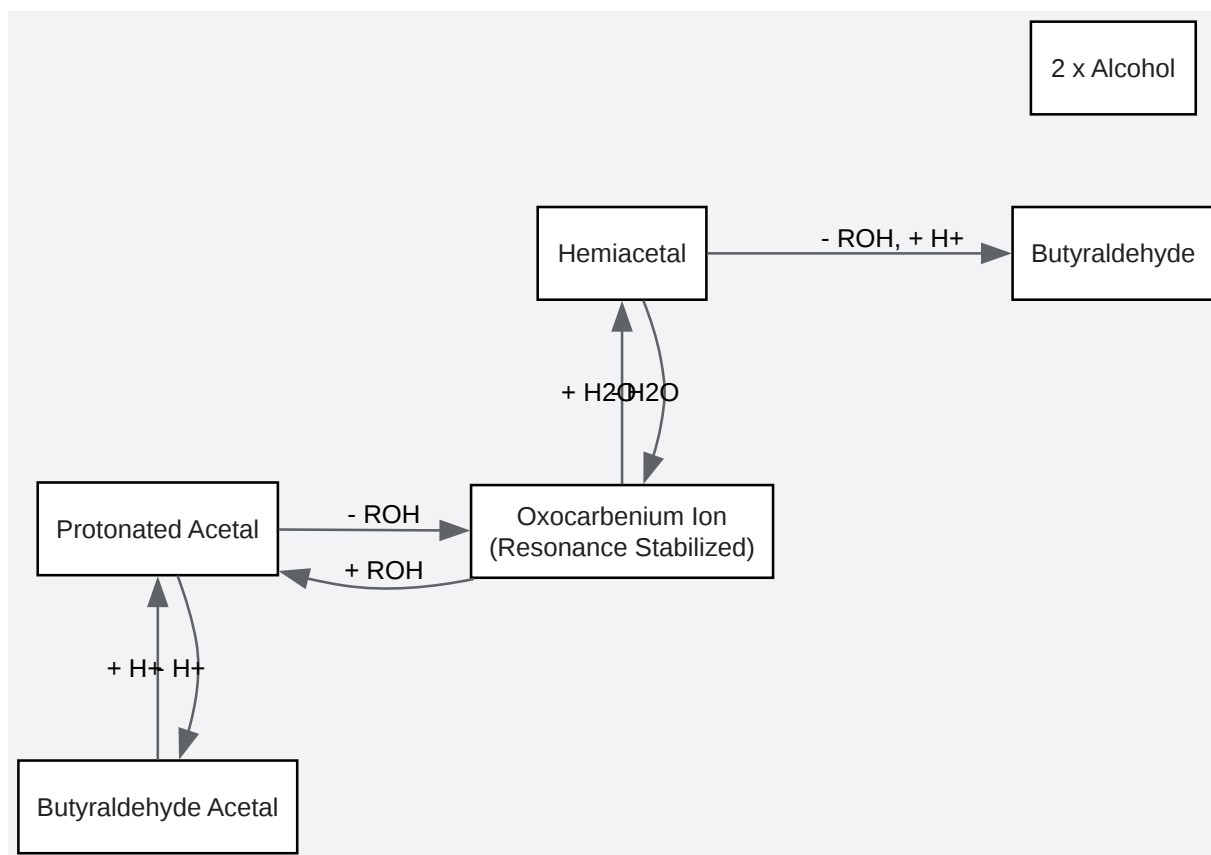 2 x Alcohol
Hemiacetal
- ROH, + H+
Butyraldehyde
+ H2O
- H2O
Protonated Acetal
- ROH
Oxocarbenium Ion
(Resonance Stabilized)
+ ROH
+ H+
- H+
Butyraldehyde Acetal